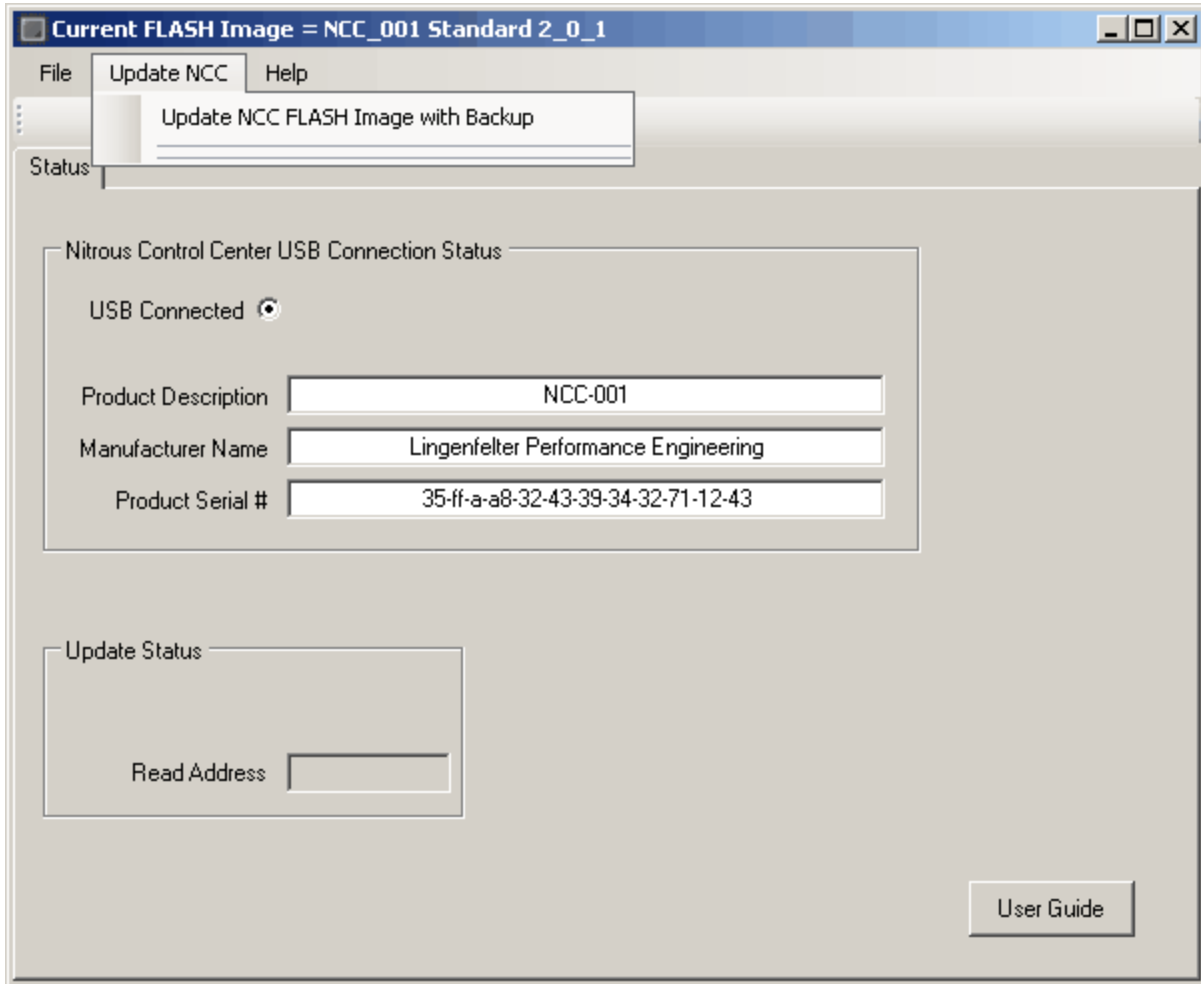 Current FLASH Image = NCC_001 Standard 2_0_1
File Update NCC Help
Update NCC FLASH Image with Backup
Status
Nitrous Control Center USB Connection Status
USB Connected
Product Description NCC-001
Manufacturer Name Lingenfelter Performance Engineering
Product Serial # 35-ff-a-a8-32-43-39-34-32-71-12-43
Update Status
Read Address
User Guide